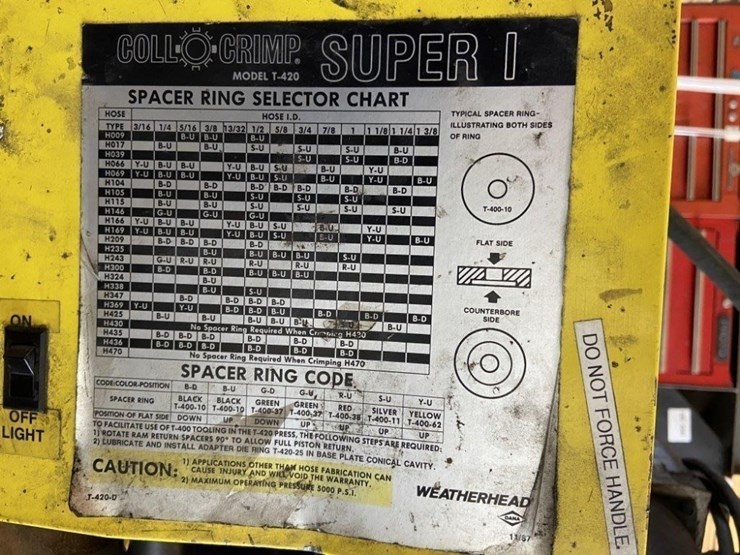 COLL-O-CRIMP® SUPER I
MODEL T-420
SPACER RING SELECTOR CHART
HOSE TYPE HOSE I.D.
3/16 1/4 5/16 3/8 13/32 1/2 5/8 3/4 7/8 1 1 1/8 1 1/4 1 3/8
H009 B-U B-U B-U
H017 B-U B-U S-U S-U B-U
H039 S-U S-U B-D
H066 Y-U B-U B-U Y-U B-U S-U B-U Y-U
H069 Y-U B-U B-U Y-U B-U S-U B-U Y-U B-U
H104 B-D B-D B-D B-D B-D B-D
H105 B-U B-U B-U S-U S-U B-D
H115 B-U B-U S-U S-U S-U S-U
H146 G-U G-U G-U
H166 Y-U B-U B-U Y-U B-U S-U B-U Y-U
H169 Y-U B-U B-U Y-U B-U S-U B-U Y-U B-U
H209 B-D B-D B-D B-D
H235 B-U B-U B-U B-U S-U
H243 G-U R-U R-U R-U R-U R-U
H300 B-D B-D B-D B-D B-D
H324 B-U B-U B-U B-U
H338 B-U
H347 B-D S-U
H369 Y-U Y-U B-D B-D B-D B-D B-D B-D
H425 B-U B-U B-U B-U B-U B-U
H430 No Spacer Ring Required When Crimping H430
H435 B-D B-D B-D B-D B-D
H436 B-D B-D B-D B-D B-D
H470 No Spacer Ring Required When Crimping H470
SPACER RING CODE
CODE:COLOR-POSITION B-D B-U G-D G-U R-U S-U Y-U
SPACER RING BLACK T-400-10 BLACK T-400-10 GREEN T-400-37 GREEN T-400-37 RED T-400-38 SILVER T-400-11 YELLOW T-400-62
POSITION OF FLAT SIDE DOWN UP DOWN UP UP UP UP
TO FACILITATE USE OF T-400 TOOLING IN THE T-420 PRESS, THE FOLLOWING STEPS ARE REQUIRED:
1) ROTATE RAM RETURN SPACERS 90° TO ALLOW FULL PISTON RETURN.
2) LUBRICATE AND INSTALL ADAPTER DIE RING T-420-25 IN BASE PLATE CONICAL CAVITY.
CAUTION: 1) APPLICATIONS OTHER THAN HOSE FABRICATION CAN
CAUSE INJURY AND WILL VOID THE WARRANTY.
2) MAXIMUM OPERATING PRESSURE 5000 P.S.I.
T-420-D
TYPICAL SPACER RING-
ILLUSTRATING BOTH SIDES
OF RING
T-400-10
FLAT SIDE
COUNTERBORE
SIDE
WEATHERHEAD
DANA
11/87
ON
OFF
LIGHT
DO NOT FORCE HANDLE.